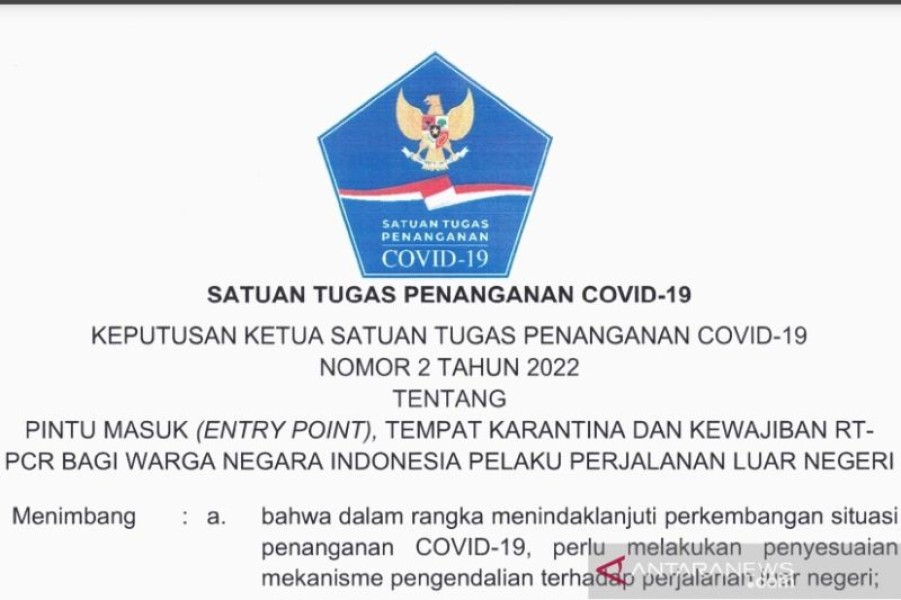 SATUAN TUGAS
PENANGANAN
COVID-19
SATUAN TUGAS PENANGANAN COVID-19
KEPUTUSAN KETUA SATUAN TUGAS PENANGANAN COVID-19
NOMOR 2 TAHUN 2022
TENTANG
PINTU MASUK (ENTRY POINT), TEMPAT KARANTINA DAN KEWAJIBAN RT-
PCR BAGI WARGA NEGARA INDONESIA PELAKU PERJALANAN LUAR NEGERI
Menimbang : a. bahwa dalam rangka menindaklanjuti perkembangan situasi
penanganan COVID-19, perlu melakukan penyesuaian
mekanisme pengendalian terhadap perjalanan luar negeri;
ANTARANEWS.com